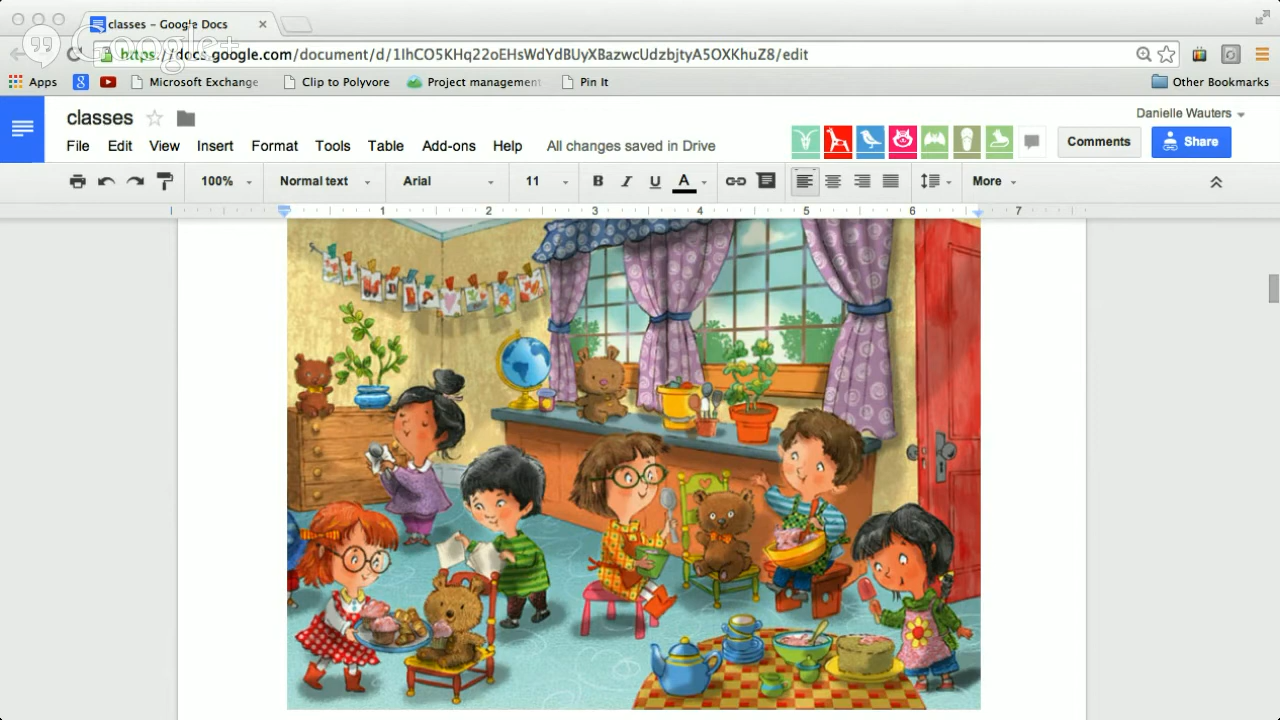 classes – Google Docs
Google+
https://docs.google.com/document/d/1IhCO5KHq22oEHsWdYdBUyXBazwcUdzbjtyA5OXKhuZ8/edit
Apps Microsoft Exchange Clip to Polyvore Project management Pin It Other Bookmarks
classes Danielle Wauters
File Edit View Insert Format Tools Table Add-ons Help All changes saved in Drive Comments Share
100% Normal text Arial 11 B I U A More
1 2 3 4 5 6 7